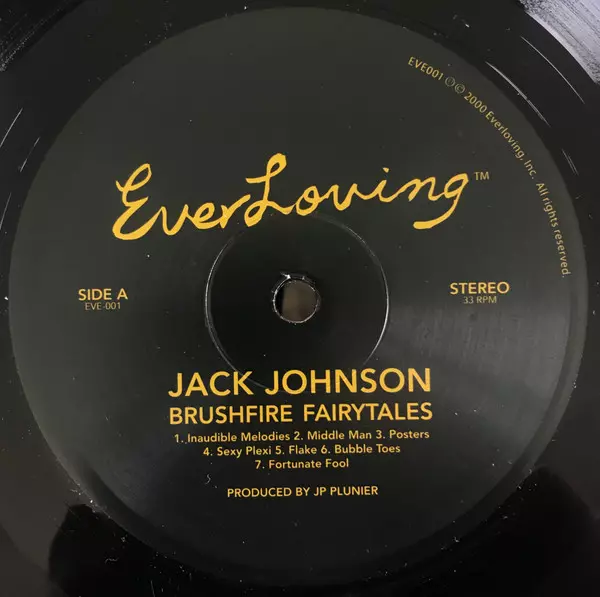 EVE001 ℗ © 2000 Everloving, Inc. All rights reserved.
EverLoving™
SIDE A
EVE-001
STEREO
33 RPM
JACK JOHNSON
BRUSHFIRE FAIRYTALES
1. Inaudible Melodies 2. Middle Man 3. Posters
4. Sexy Plexi 5. Flake 6. Bubble Toes
7. Fortunate Fool
PRODUCED BY JP PLUNIER